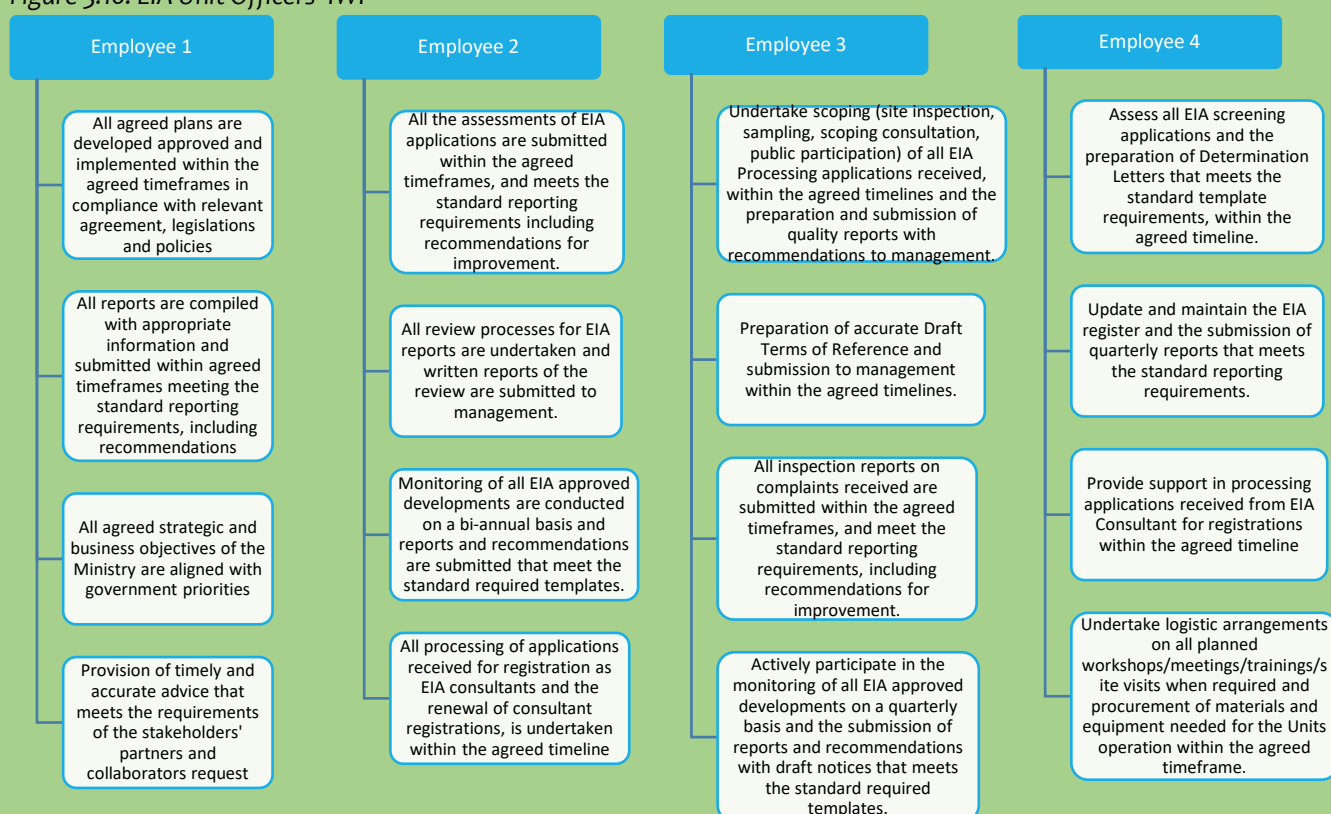 Figure 5.10: EIA Unit Officers' IWP
Employee 1
All agreed plans are
developed approved and
implemented within the
agreed timeframes in
compliance with relevant
agreement, legislations
and policies
All reports are compiled
with appropriate
information and
submitted within agreed
timeframes meeting the
standard reporting
requirements, including
recommendations
All agreed strategic and
business objectives of the
Ministry are aligned with
government priorities
Provision of timely and
accurate advice that
meets the requirements
of the stakeholders'
partners and
collaborators request
Employee 2
All the assessments of EIA
applications are submitted
within the agreed
timeframes, and meets the
standard reporting
requirements including
recommendations for
improvement.
All review processes for EIA
reports are undertaken and
written reports of the
review are submitted to
management.
Monitoring of all EIA approved
developments are conducted
on a bi-annual basis and
reports and recommendations
are submitted that meet the
standard required templates.
All processing of applications
received for registration as
EIA consultants and the
renewal of consultant
registrations, is undertaken
within the agreed timeline
Employee 3
Undertake scoping (site inspection,
sampling, scoping consultation,
public participation) of all EIA
Processing applications received,
within the agreed timelines and the
preparation and submission of
quality reports with
recommendations to management.
Preparation of accurate Draft
Terms of Reference and
submission to management
within the agreed timelines.
All inspection reports on
complaints received are
submitted within the agreed
timeframes, and meet the
standard reporting
requirements, including
recommendations for
improvement.
Actively participate in the
monitoring of all EIA approved
developments on a quarterly
basis and the submission of
reports and recommendations
with draft notices that meets
the standard required
templates.
Employee 4
Assess all EIA screening
applications and the
preparation of Determination
Letters that meets the
standard template
requirements, within the
agreed timeline.
Update and maintain the EIA
register and the submission of
quarterly reports that meets
the standard reporting
requirements.
Provide support in processing
applications received from EIA
Consultant for registrations
within the agreed timeline
Undertake logistic arrangements
on all planned
workshops/meetings/trainings/s
ite visits when required and
procurement of materials and
equipment needed for the Units
operation within the agreed
timeframe.